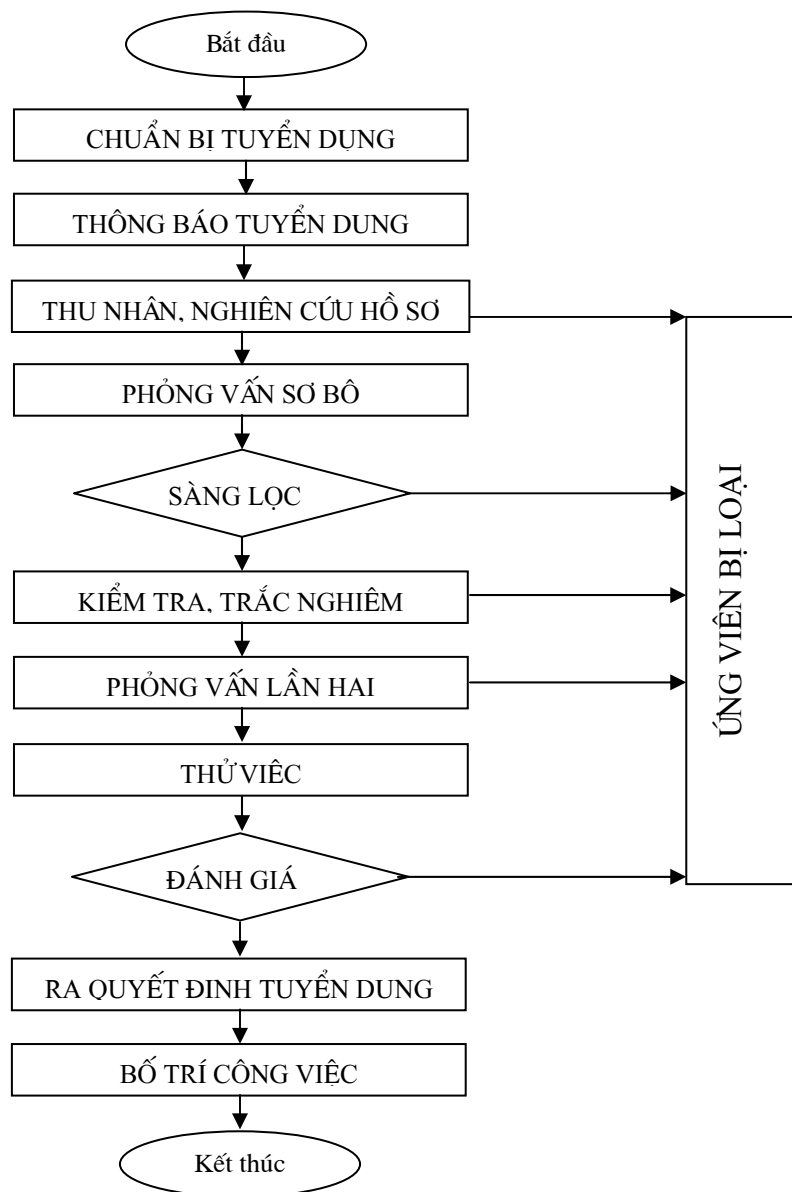 Bắt đầu
CHUẨN BỊ TUYỂN DỤNG
THÔNG BÁO TUYỂN DUNG
THU NHÂN, NGHIÊN CỨU HỒ SƠ
PHỎNG VẤN SƠ BÔ
SÀNG LỌC
KIỂM TRA, TRẮC NGHIÊM
PHỎNG VẤN LẦN HAI
THỬ VIÊC
ĐÁNH GIÁ
RA QUYẾT ĐINH TUYỂN DUNG
BỐ TRÍ CÔNG VIỆC
Kết thúc
ỨNG VIÊN BỊ LOẠI